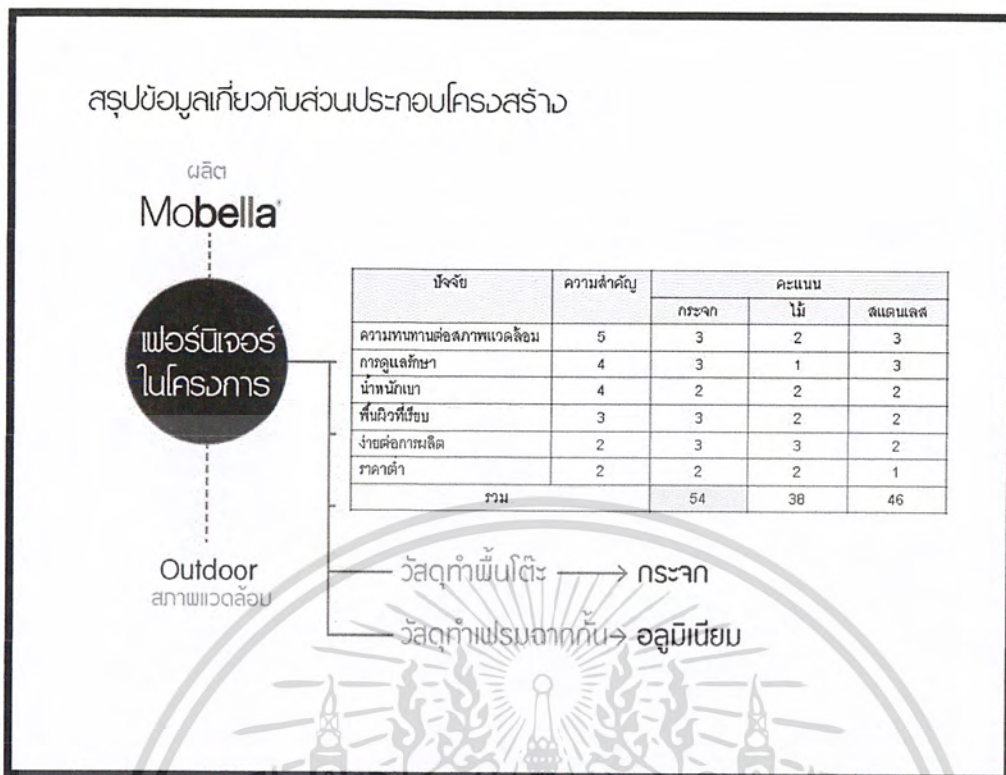 สรุปข้อมูลเกี่ยวกับส่วนประกอบโครงสร้าง
ผลิต
Mobella
เฟอร์นิเจอร์
ในโครงการ
ปัจจัย ความสำคัญ คะแนน
กระจก ไม้ สแตนเลส
ความทนทานต่อสภาพแวดล้อม 5 3 2 3
การดูแลรักษา 4 3 1 3
น้ำหนักเบา 4 2 2 2
พื้นผิวที่เรียบ 3 3 2 2
ง่ายต่อการผลิต 2 3 3 2
ราคาต่ำ 2 2 2 1
รวม 54 38 46
Outdoor
สภาพแวดล้อม
วัสดุทำพื้นโต๊ะ → กระจก
วัสดุทำเฟรมฉากกั้น → อลูมิเนียม